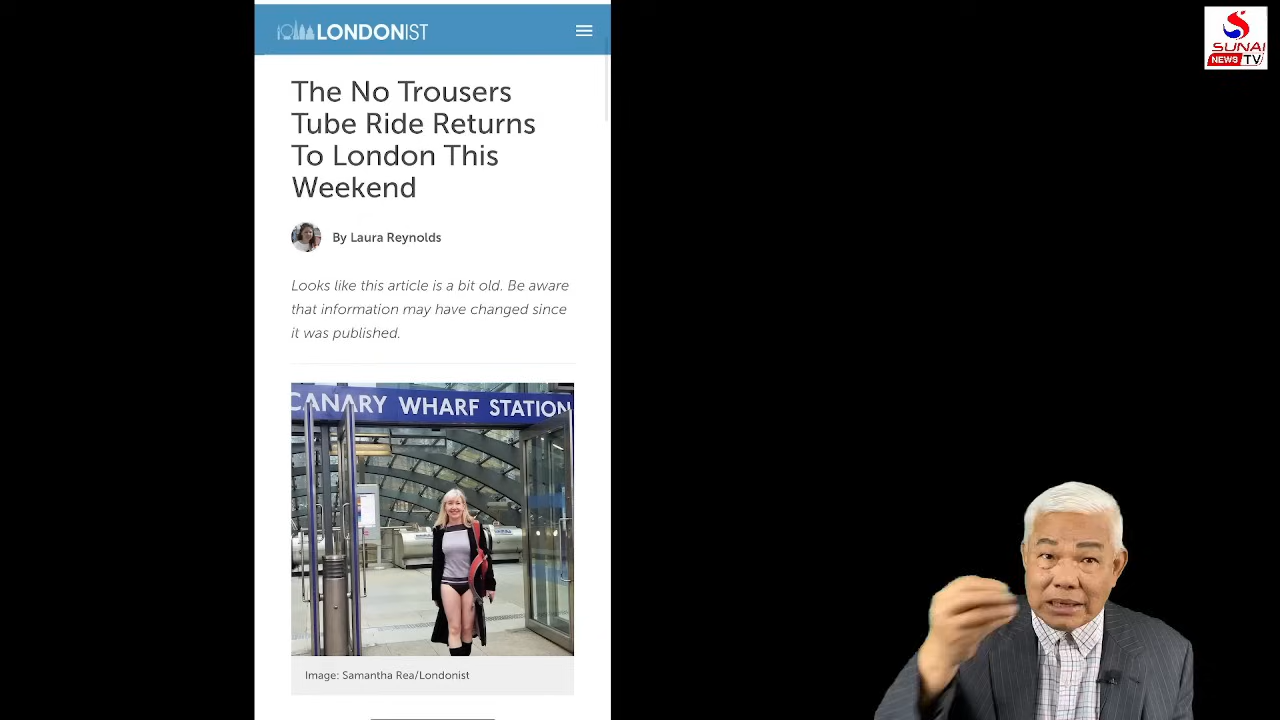 LONDONIST
SUNAI
NEWS TV
The No Trousers
Tube Ride Returns
To London This
Weekend
By Laura Reynolds
Looks like this article is a bit old. Be aware
that information may have changed since
it was published.
CANARY WHARF STATION
Image: Samantha Rea/Londonist